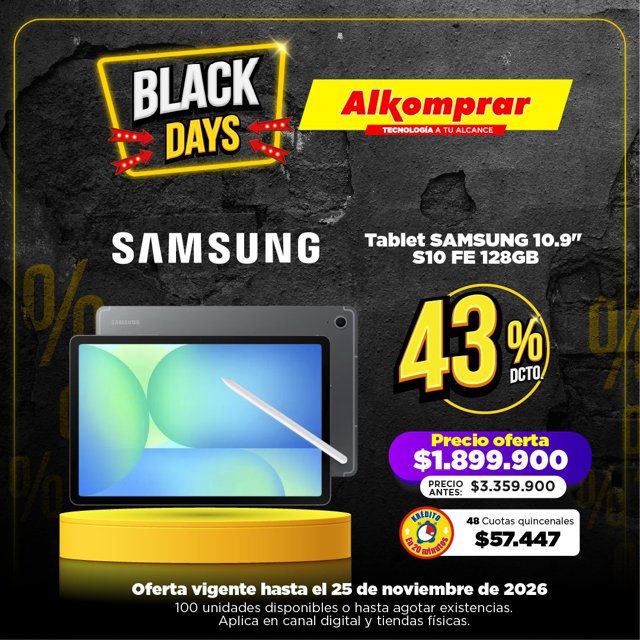 BLACK
DAYS
Alkomprar
TECNOLOGÍA A TU ALCANCE
SAMSUNG
Tablet SAMSUNG 10.9"
S10 FE 128GB
SAMSUNG
43%
DCTO.
Precio oferta
$1.899.900
PRECIO
ANTES: $3.359.900
KRÉDITO
En 20 minutos
48 Cuotas quincenales
$57.447
Oferta vigente hasta el 25 de noviembre de 2026
100 unidades disponibles o hasta agotar existencias.
Aplica en canal digital y tiendas físicas.